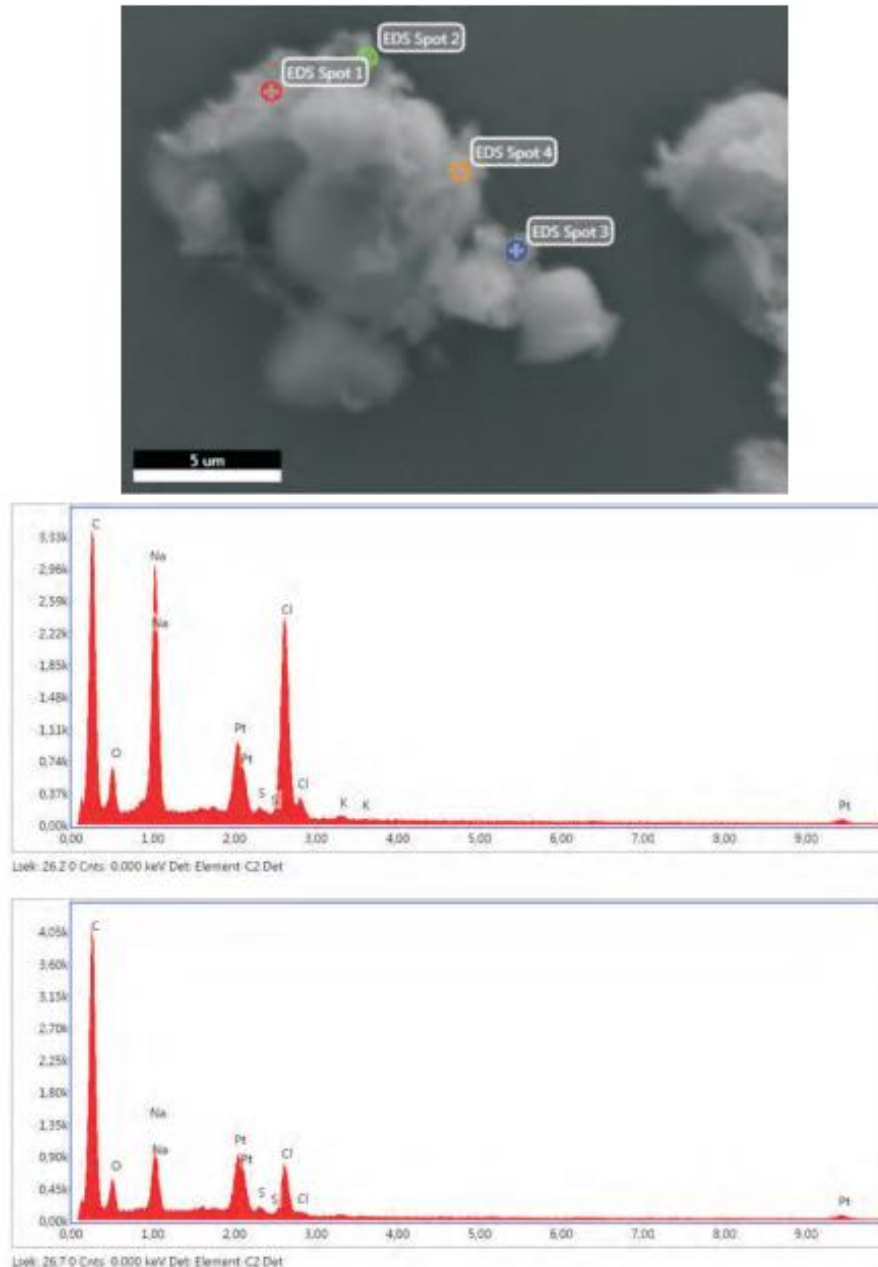 EDS Spot 2
EDS Spot 1
EDS Spot 4
EDS Spot 3
5 um
C
3,33k
Na
2,96k
2,59k
Cl
Na
2,22k
1,85k
1,48k
Pt
1,11k
Pt
O
0,74k
Cl
S
0,37k
S
K K
Pt
0,00k
0,00 1,00 2,00 3,00 4,00 5,00 6,00 7,00 8,00 9,00
Lsek: 26.2 0 Cnts 0.000 keV Det: Element-C2 Det
C
4,05k
3,60k
3,15k
2,70k
2,25k
1,80k
Na
1,35k
Pt
Na
Cl
0,90k
Pt
O
0,45k
S
S
Cl
Pt
0,00k
0,00 1,00 2,00 3,00 4,00 5,00 6,00 7,00 8,00 9,00
Lsek: 26.7 0 Cnts 0.000 keV Det: Element-C2 Det